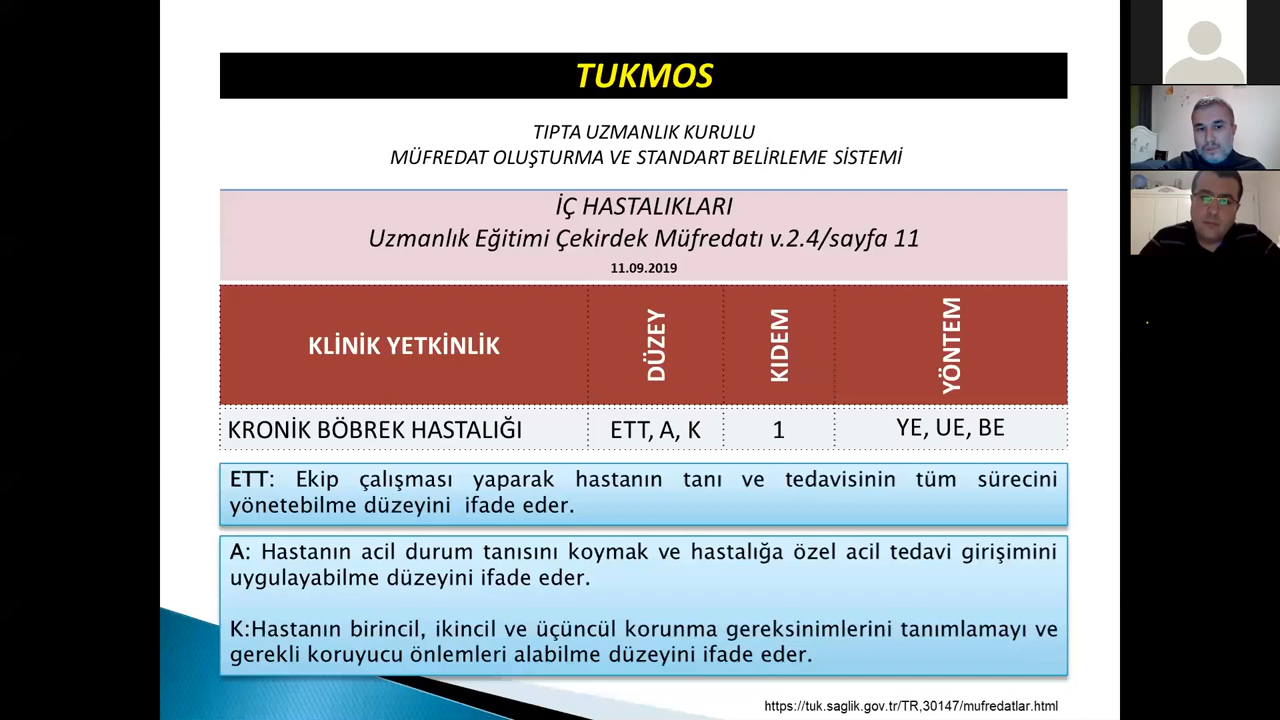 TUKMOS
TIPTA UZMANLIK KURULU
MÜFREDAT OLUŞTURMA VE STANDART BELİRLEME SİSTEMİ
İÇ HASTALIKLARI
Uzmanlık Eğitimi Çekirdek Müfredatı v.2.4/sayfa 11
11.09.2019
KLİNİK YETKİNLİK DÜZEY KIDEM YÖNTEM
KRONİK BÖBREK HASTALIĞI ETT, A, K 1 YE, UE, BE
ETT: Ekip çalışması yaparak hastanın tanı ve tedavisinin tüm sürecini
yönetebilme düzeyini ifade eder.
A: Hastanın acil durum tanısını koymak ve hastalığa özel acil tedavi girişimini
uygulayabilme düzeyini ifade eder.
K:Hastanın birincil, ikincil ve üçüncül korunma gereksinimlerini tanımlamayı ve
gerekli koruyucu önlemleri alabilme düzeyini ifade eder.
https://tuk.saglik.gov.tr/TR,30147/mufredatlar.html